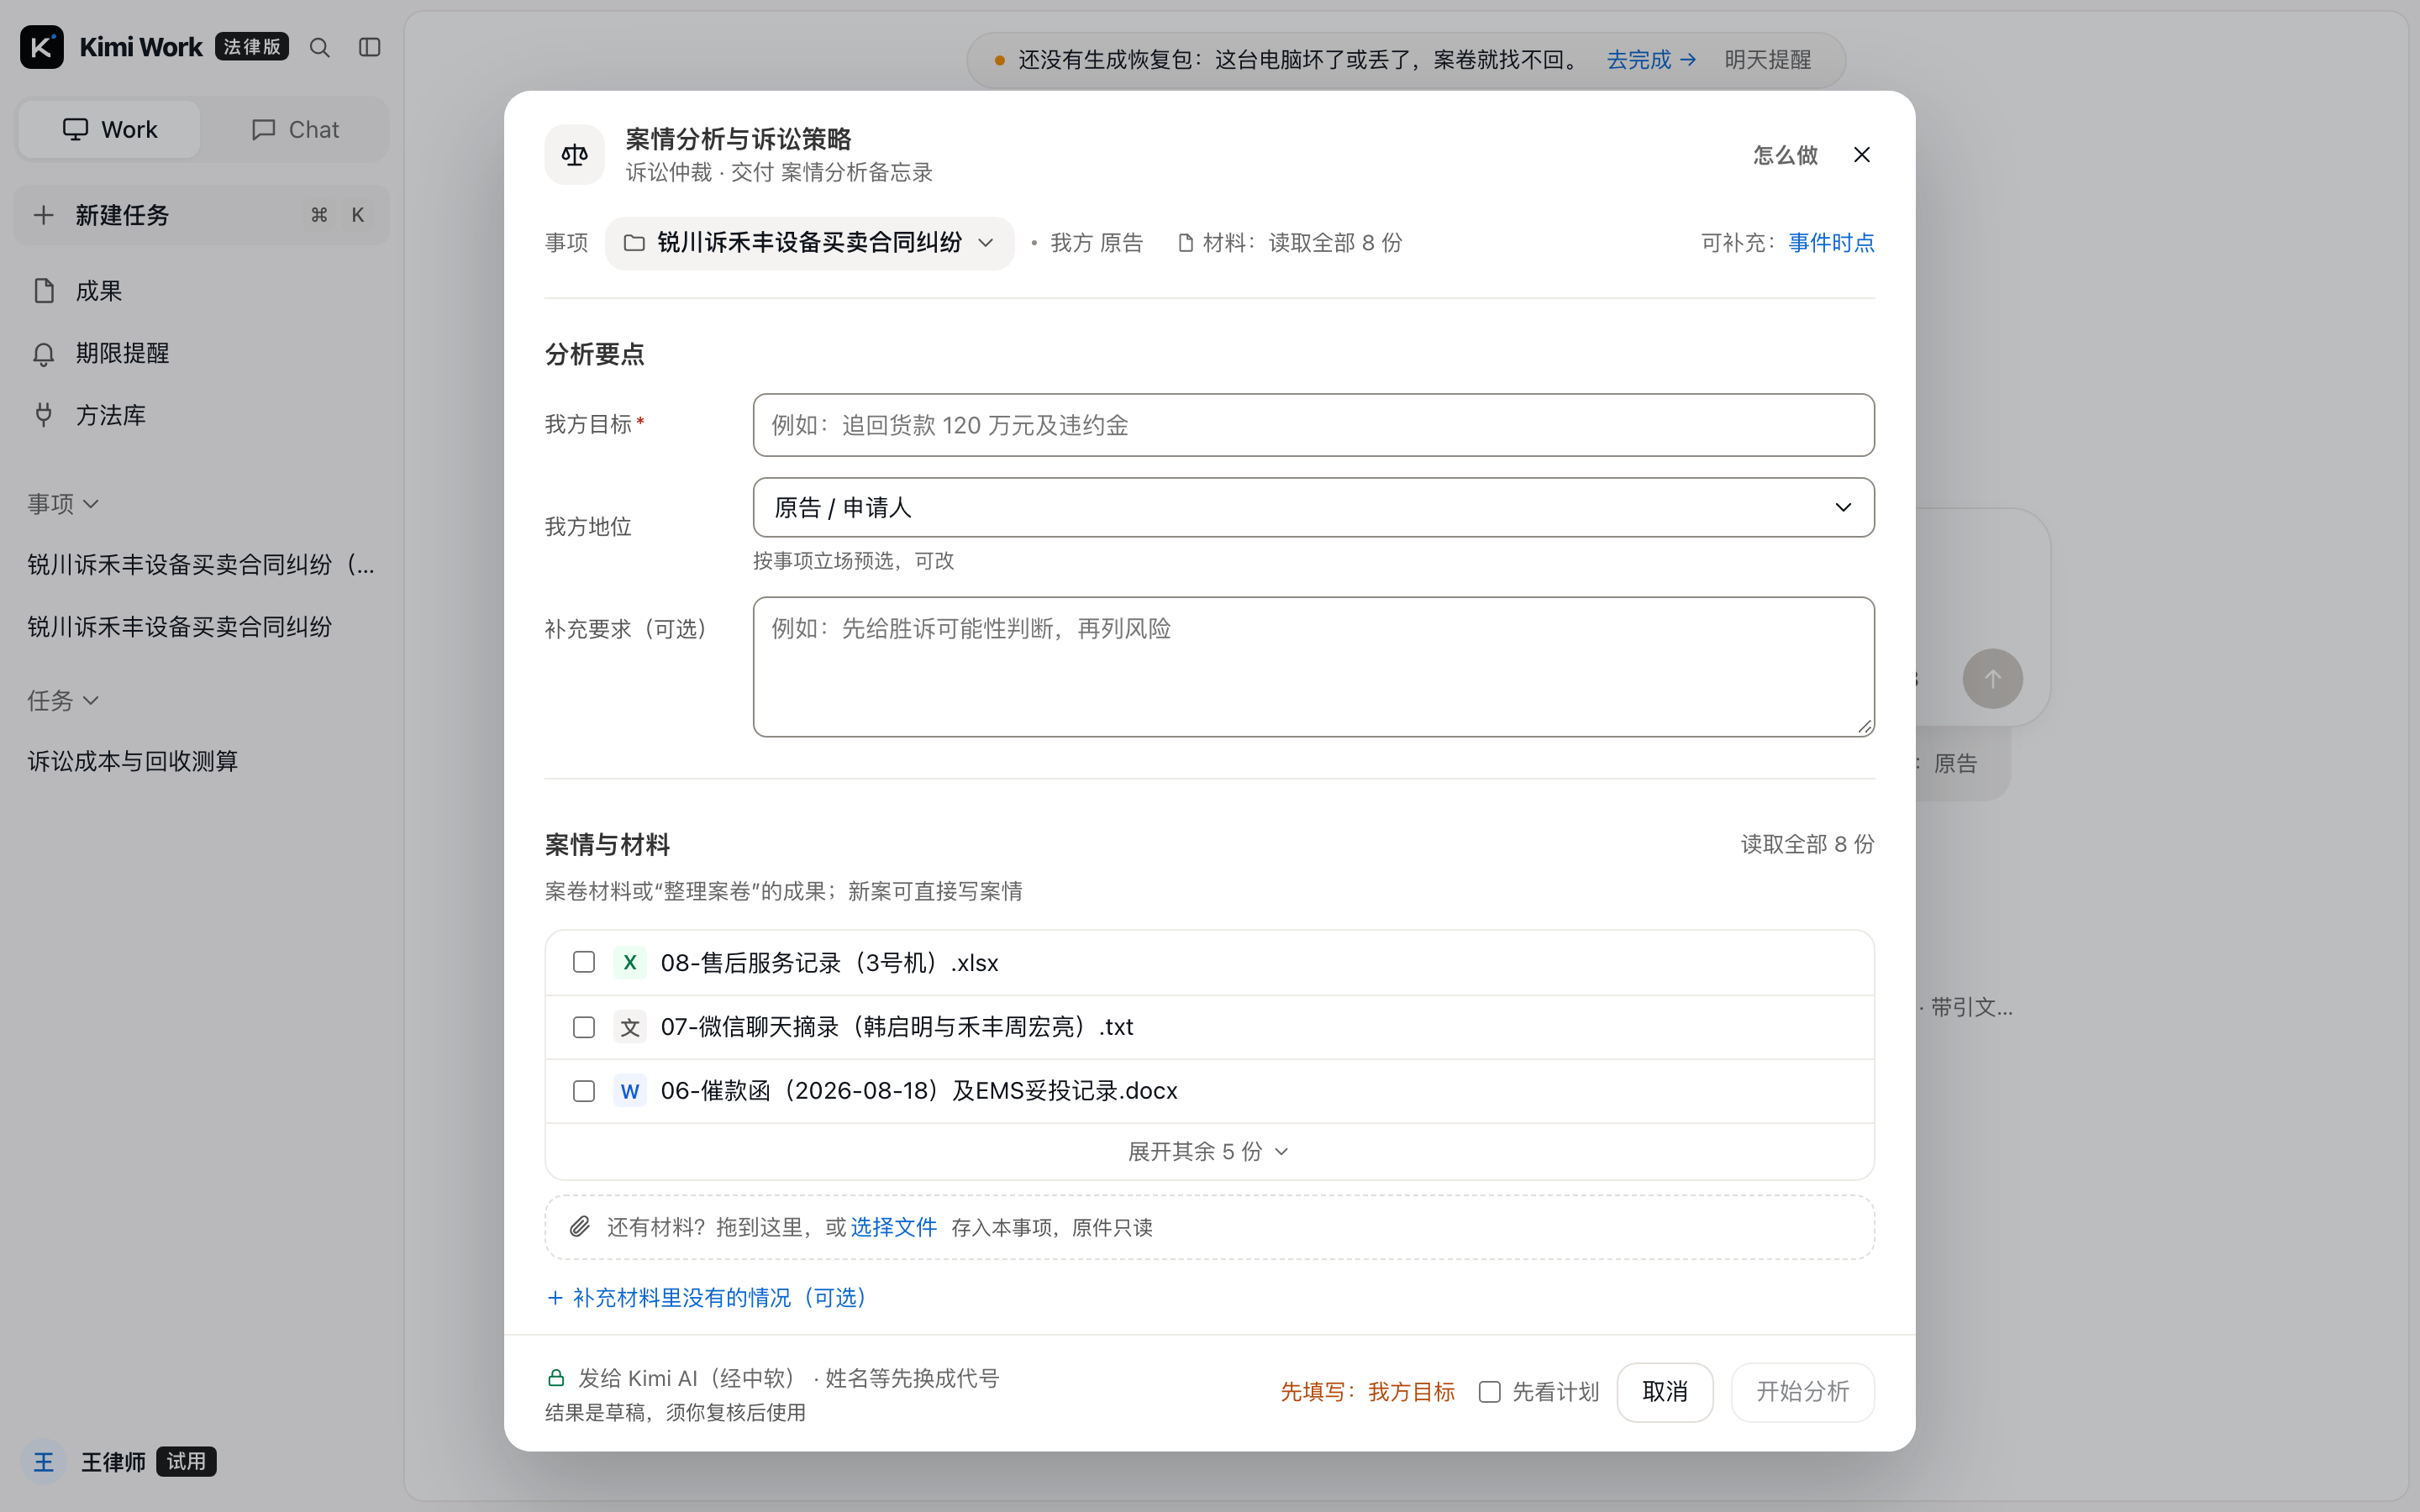 Kimi Work 法律版
还没有生成恢复包：这台电脑坏了或丢了，案卷就找不回。 去完成 → 明天提醒
Work Chat
新建任务 ⌘ K
成果
期限提醒
方法库
事项
锐川诉禾丰设备买卖合同纠纷（...
锐川诉禾丰设备买卖合同纠纷
任务
诉讼成本与回收测算
王 王律师 试用
案情分析与诉讼策略
诉讼仲裁 · 交付 案情分析备忘录
怎么做
事项 锐川诉禾丰设备买卖合同纠纷 • 我方 原告 材料：读取全部 8 份 可补充：事件时点
分析要点
我方目标* 例如：追回货款 120 万元及违约金
我方地位 原告 / 申请人
按事项立场预选，可改
补充要求（可选） 例如：先给胜诉可能性判断，再列风险
案情与材料 读取全部 8 份
案卷材料或“整理案卷”的成果；新案可直接写案情
X 08-售后服务记录（3号机）.xlsx
文 07-微信聊天摘录（韩启明与禾丰周宏亮）.txt
W 06-催款函（2026-08-18）及EMS妥投记录.docx
展开其余 5 份
还有材料？拖到这里，或选择文件 存入本事项，原件只读
+ 补充材料里没有的情况（可选）
发给 Kimi AI（经中软） · 姓名等先换成代号
结果是草稿，须你复核后使用
先填写：我方目标 先看计划 取消 开始分析
：原告
· 带引文...